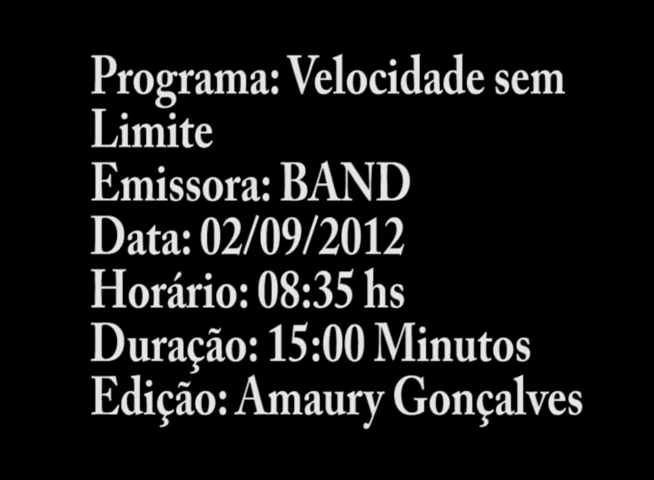 Programa: Velocidade sem
Limite
Emissora: BAND
Data: 02/09/2012
Horário: 08:35 hs
Duração: 15:00 Minutos
Edição: Amaury Gonçalves